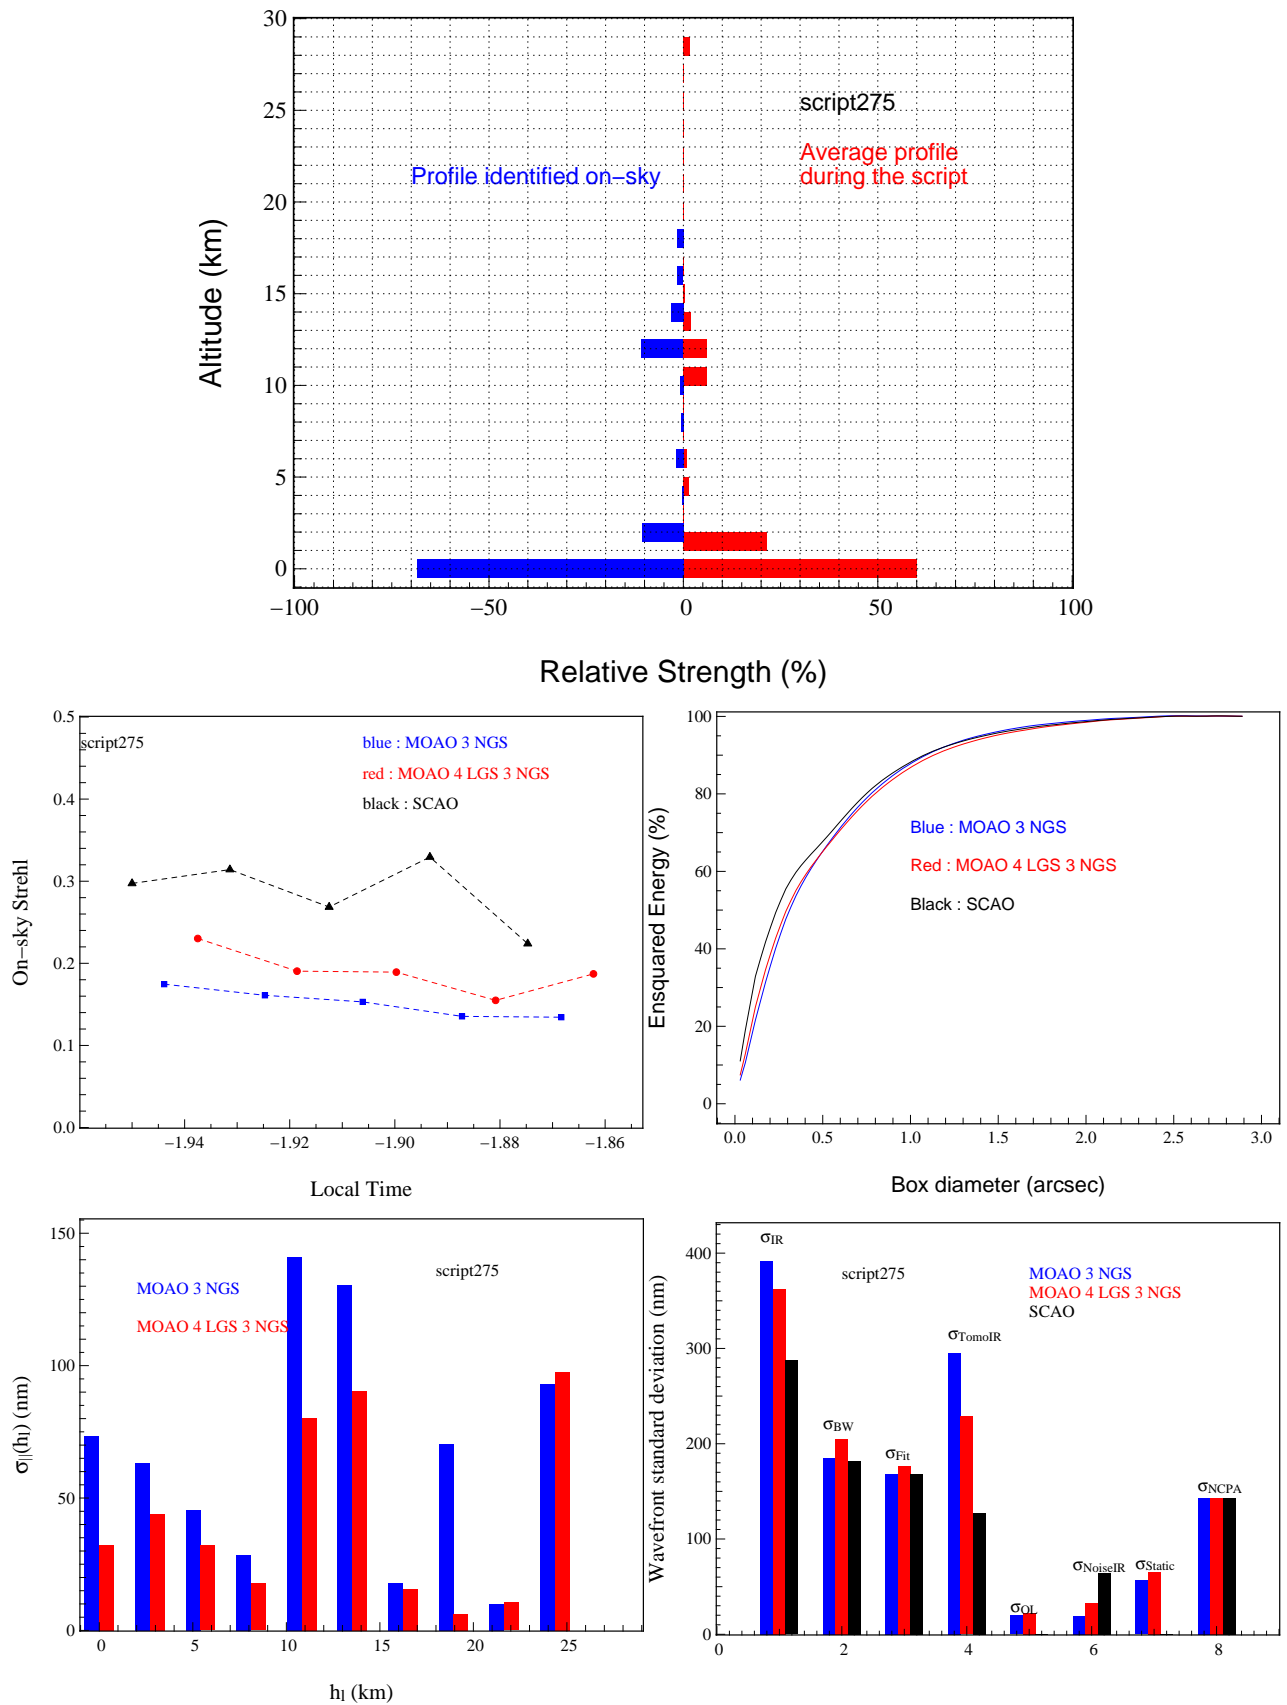 30
25
20
15
10
5
0
Altitude (km)
script275
Average profile
during the script
Profile identified on−sky
−100
−50
0
50
100
Relative Strength (%)
0.5
0.4
0.3
0.2
0.1
0.0
On−sky Strehl
script275
blue : MOAO 3 NGS
red : MOAO 4 LGS 3 NGS
black : SCAO
−1.94
−1.92
−1.90
−1.88
−1.86
Local Time
100
80
60
40
20
0
Ensquared Energy (%)
Blue : MOAO 3 NGS
Red : MOAO 4 LGS 3 NGS
Black : SCAO
0.0
0.5
1.0
1.5
2.0
2.5
3.0
Box diameter (arcsec)
150
100
50
0
σ||(hl) (nm)
script275
MOAO 3 NGS
MOAO 4 LGS 3 NGS
0
5
10
15
20
25
hl (km)
400
300
200
100
0
Wavefront standard deviation (nm)
σIR
script275
MOAO 3 NGS
MOAO 4 LGS 3 NGS
SCAO
σTomoIR
σBW
σFit
σOL
σNoiseIR
σStatic
σNCPA
0
2
4
6
8